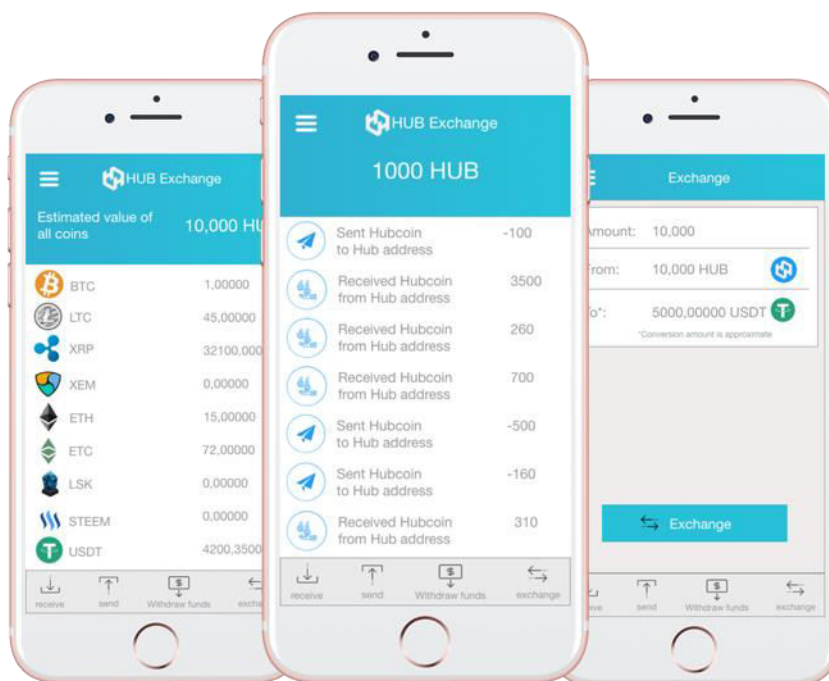 HUB Exchange
Estimated value of
all coins
10,000 HU
BTC 1,00000
LTC 45,00000
XRP 32100,000
XEM 0,00000
ETH 15,00000
ETC 72,00000
LSK 0,00000
STEEM 0,00000
USDT 4200,3500
receive send Withdraw funds excha
HUB Exchange
1000 HUB
Sent Hubcoin
to Hub address
-100
Received Hubcoin
from Hub address
3500
Received Hubcoin
from Hub address
260
Received Hubcoin
from Hub address
700
Sent Hubcoin
to Hub address
-500
Sent Hubcoin
to Hub address
-160
Received Hubcoin
from Hub address
310
receive send Withdraw funds exchange
Exchange
Amount: 10,000
From: 10,000 HUB
To*: 5000,00000 USDT
*Conversion amount is approximate
Exchange
ive send Withdraw funds exchange